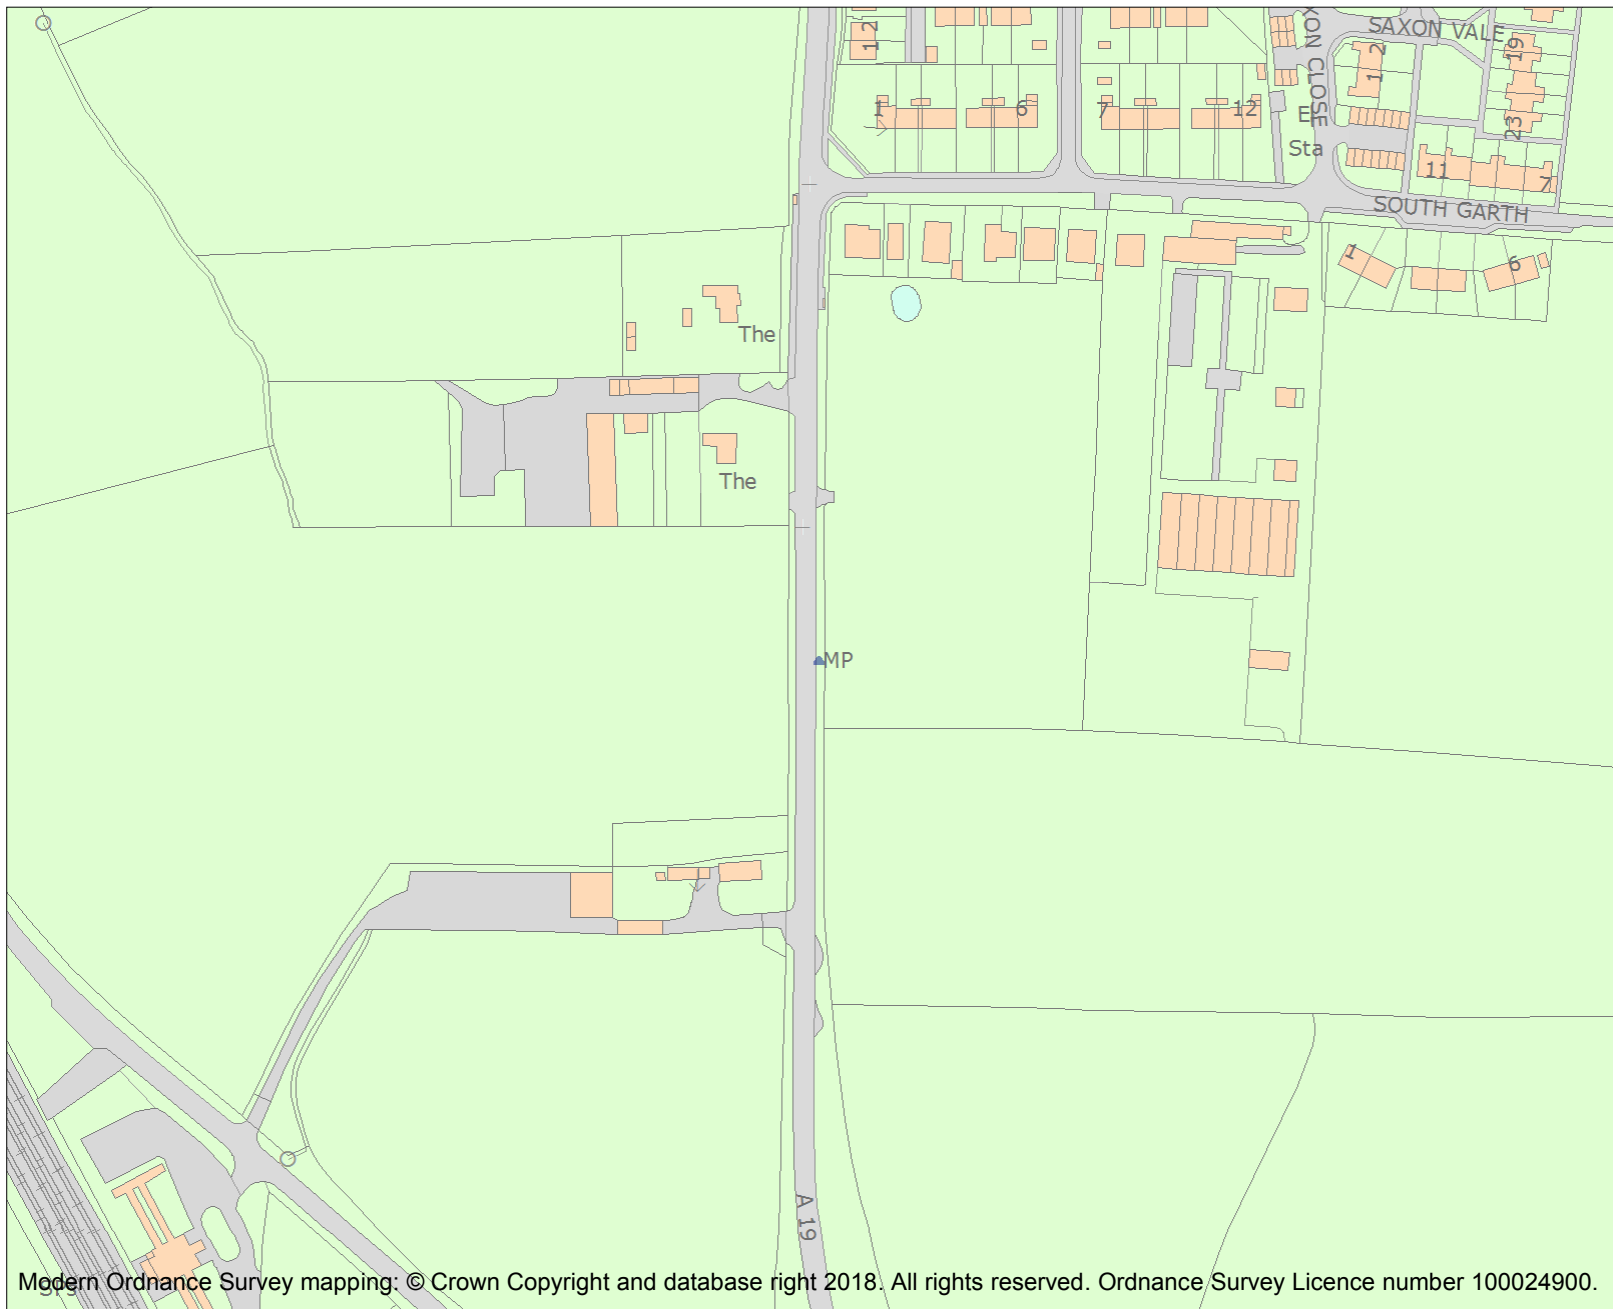 SAXON VALE
XON CLOSE
1 2
1 2
19
23
1
6
7
12
El
Sta
11
7
SOUTH GARTH
1
6
The
The
MP
A 19
Modern Ordnance Survey mapping: © Crown Copyright and database right 2018. All rights reserved. Ordnance Survey Licence number 100024900.